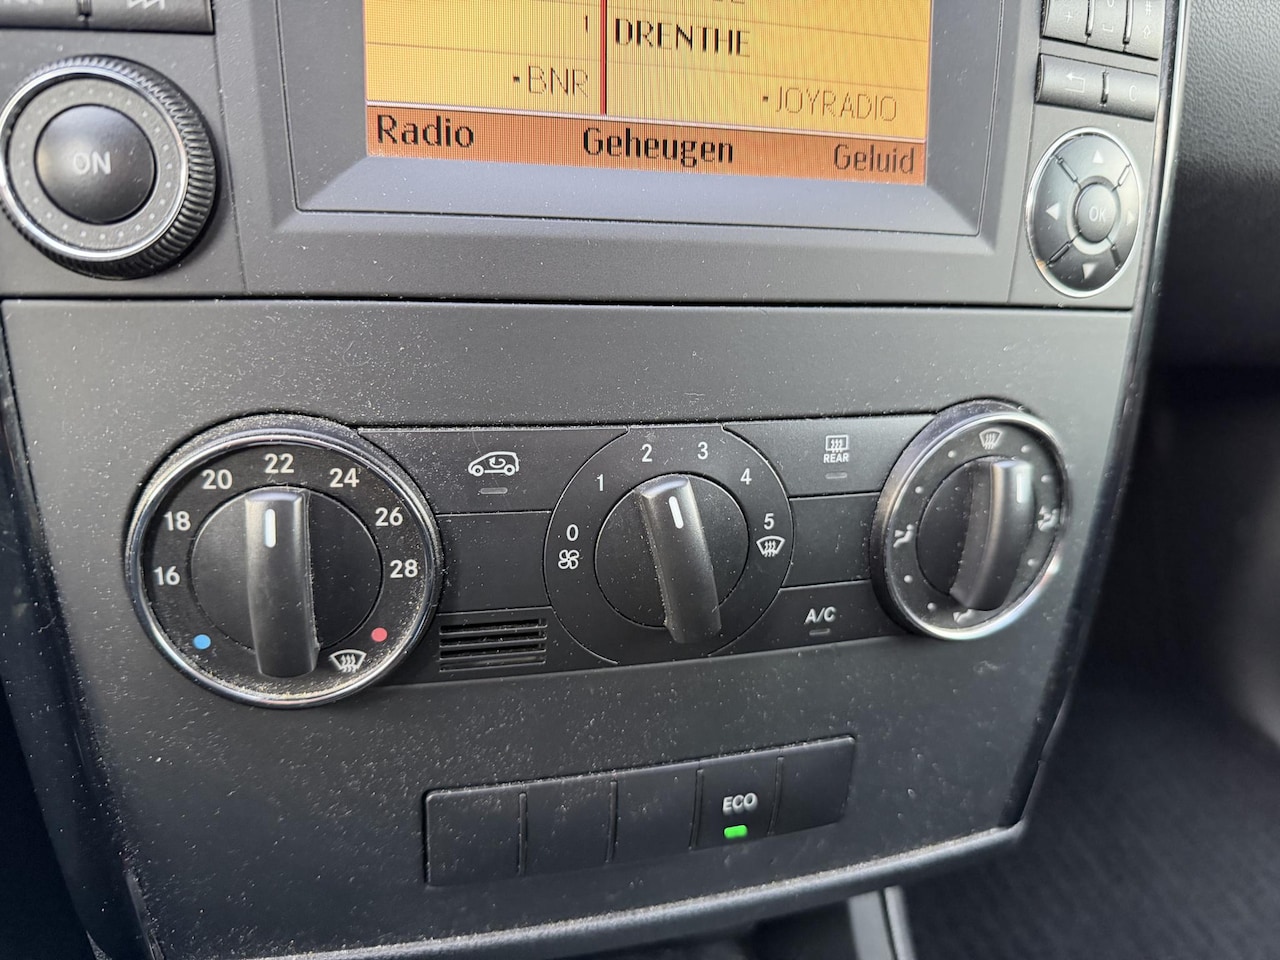 DRENTHE
BNR
JOYRADIO
Radio Geheugen Geluid
ON
OK
C
16 18 20 22 24 26 28
0 1 2 3 4 5
REAR
A/C
ECO